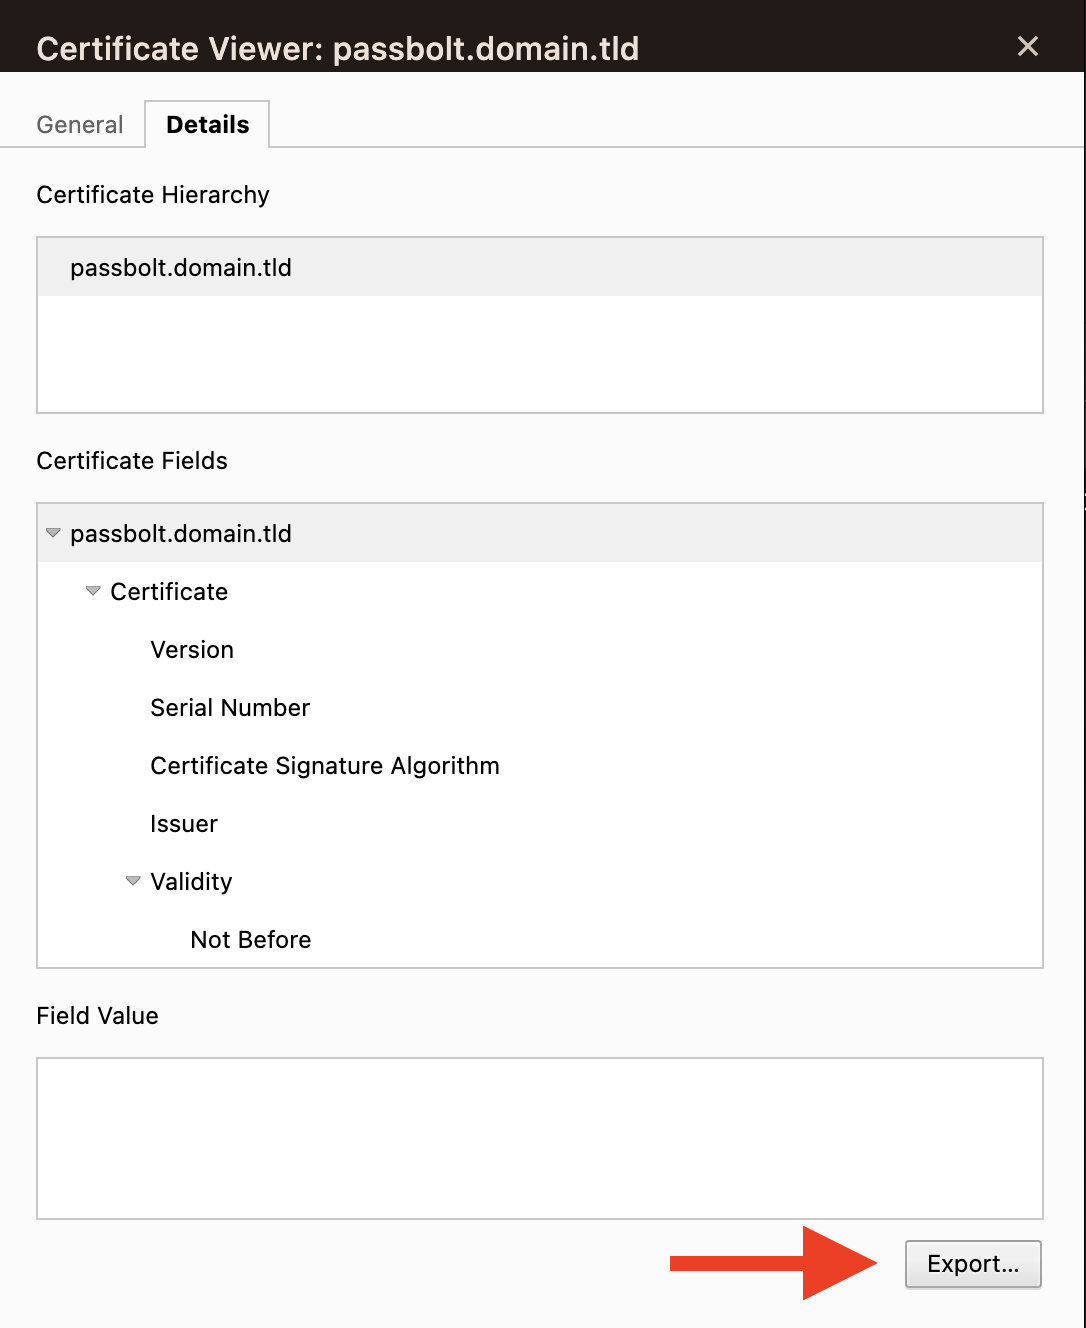 Certificate Viewer: passbolt.domain.tld
General
Details
Certificate Hierarchy
passbolt.domain.tld
Certificate Fields
passbolt.domain.tld
Certificate
Version
Serial Number
Certificate Signature Algorithm
Issuer
Validity
Not Before
Field Value
Export...